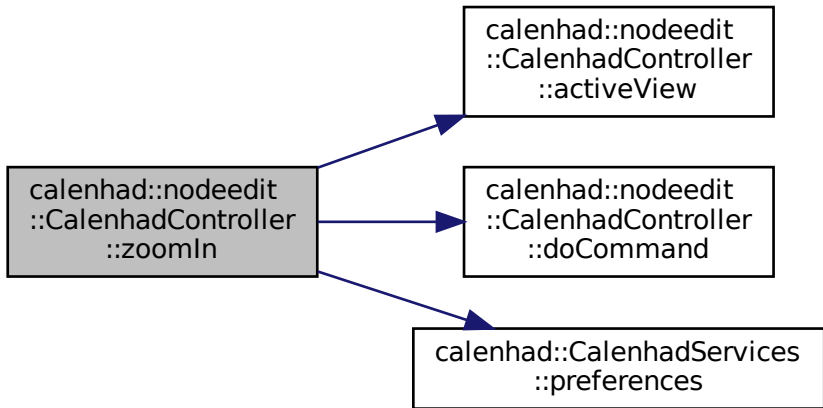 calenhad::nodeedit
::CalenhadController
::zoomIn
calenhad::nodeedit
::CalenhadController
::activeView
calenhad::nodeedit
::CalenhadController
::doCommand
calenhad::CalenhadServices
::preferences